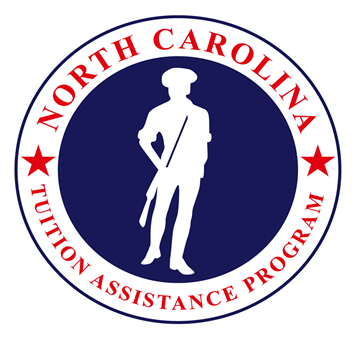 NORTH CAROLINA
TUITION ASSISTANCE PROGRAM